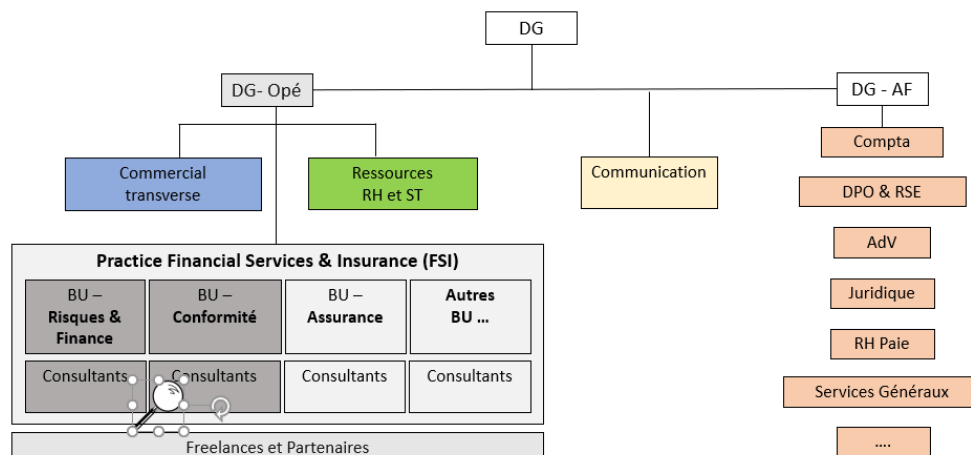 DG
DG- Opé
DG - AF
Commercial
transverse
Ressources
RH et ST
Communication
Compta
DPO & RSE
AdV
Juridique
RH Paie
Services Généraux
....
Practice Financial Services & Insurance (FSI)
BU –
Risques &
Finance
BU –
Conformité
BU –
Assurance
Autres
BU ...
Consultants
Consultants
Consultants
Consultants
Freelances et Partenaires